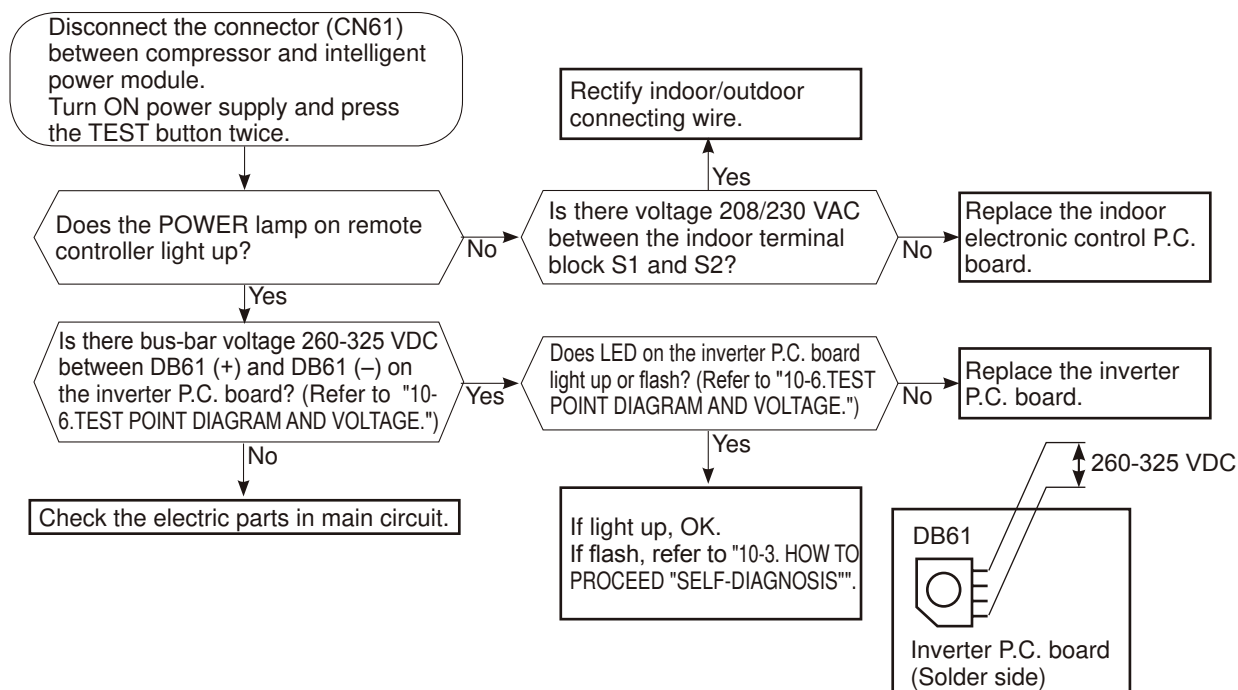 Disconnect the connector (CN61)
between compressor and intelligent
power module.
Turn ON power supply and press
the TEST button twice.
Rectify indoor/outdoor
connecting wire.
Yes
Does the POWER lamp on remote
controller light up?
No
Is there voltage 208/230 VAC
between the indoor terminal
block S1 and S2?
No
Replace the indoor
electronic control P.C.
board.
Yes
Is there bus-bar voltage 260-325 VDC
between DB61 (+) and DB61 (–) on
the inverter P.C. board? (Refer to "10-
6.TEST POINT DIAGRAM AND VOLTAGE.")
Yes
Does LED on the inverter P.C. board
light up or flash? (Refer to "10-6.TEST
POINT DIAGRAM AND VOLTAGE.")
No
Replace the inverter
P.C. board.
No
Check the electric parts in main circuit.
Yes
If light up, OK.
If flash, refer to "10-3. HOW TO
PROCEED "SELF-DIAGNOSIS"".
260-325 VDC
DB61
Inverter P.C. board
(Solder side)